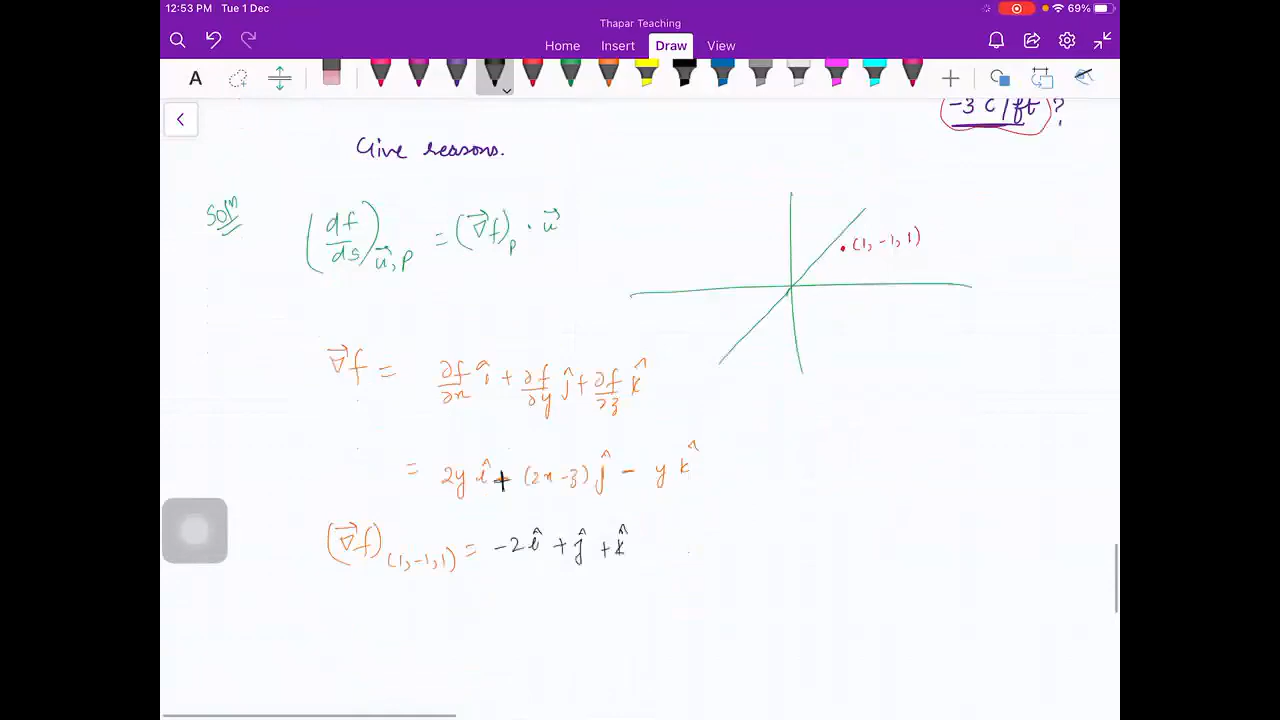 12:53 PM Tue 1 Dec
69%
Thapar Teaching
Home Insert Draw View
A
-3 C/ft ?
Give reasons.
Soln
(df/ds)u⃗,p = (∇⃗f)p · u⃗
(1, -1, 1)
∇⃗f = ∂f/∂x î + ∂f/∂y ĵ + ∂f/∂z k̂
= 2y î + (2x-z) ĵ - y k̂
(∇⃗f)(1,-1,1) = -2î + ĵ + k̂